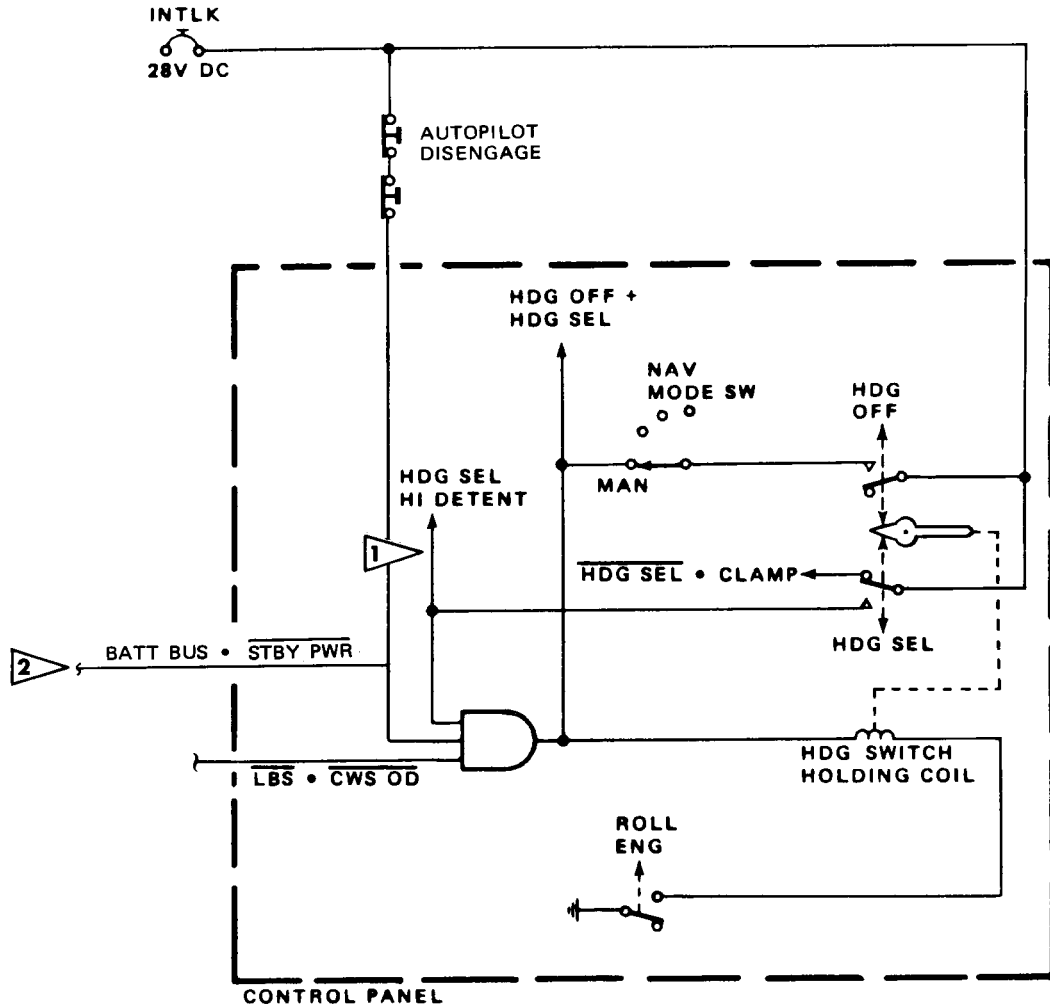 INTLK
28V DC
AUTOPILOT
DISENGAGE
HDG OFF +
HDG SEL
NAV
MODE SW
HDG
OFF
HDG SEL
HI DETENT
MAN
1
HDG SEL • CLAMP
HDG SEL
2
BATT BUS • STBY PWR
HDG SWITCH
HOLDING COIL
LBS • CWS OD
ROLL
ENG
CONTROL PANEL